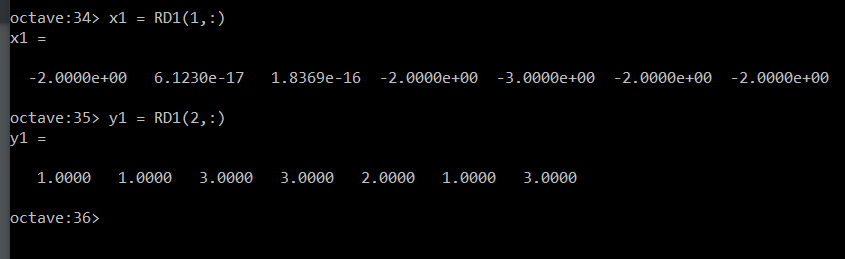 octave:34> x1 = RD1(1,:)
x1 =
-2.0000e+00 6.1230e-17 1.8369e-16 -2.0000e+00 -3.0000e+00 -2.0000e+00 -2.0000e+00
octave:35> y1 = RD1(2,:)
y1 =
1.0000 1.0000 3.0000 3.0000 2.0000 1.0000 3.0000
octave:36>